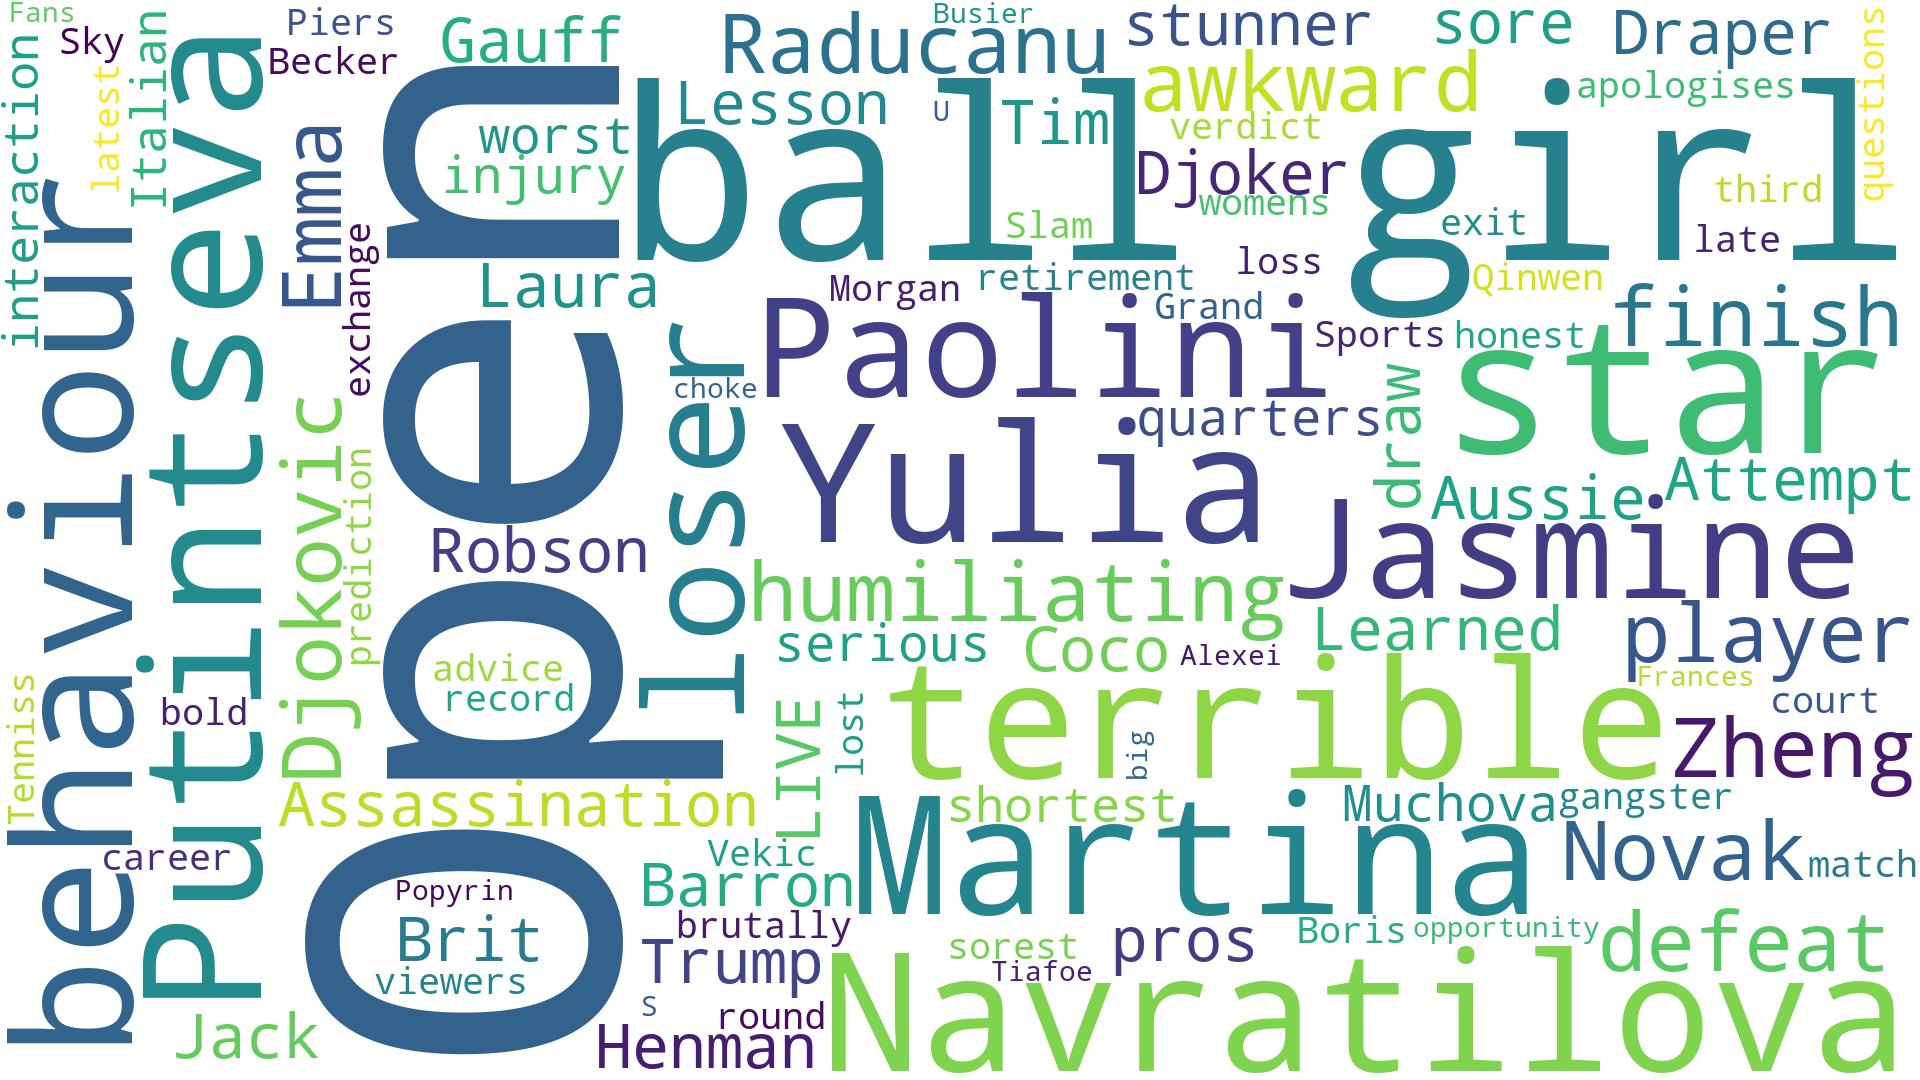 Fans
Sky
latest
interaction
Italian
behaviour
Putintseva
Piers
Becker
Emma
exchange
Gauff
Open
worst
injury
Raducanu
Lesson
U
Busier
Tim
ball
stunner
awkward
verdict
Djoker
womens
Slam
sore
Draper
apologises
girl
questions
third
late
exit
Laura
Morgan
retirement
loss
Grand
Qinwen
finish
Paolini
Sports
honest
star
choke
loser
quarters
draw
Yulia
Aussie
Attempt
Jasmine
Djokovic
prediction
Robson
humiliating
serious
Coco
Alexei
Learned
player
Frances
court
advice
record
Tenniss
bold
LIVE
lost
terrible
big
Zheng
Assassination
shortest
Muchova
gangster
Martina
Novak
match
career
Vekic
Barron
Popyrin
Brit
viewers
brutally
Trump
sorest
Tiafoe
pros
Boris
opportunity
defeat
Navratilova
S
round
Jack
Henman